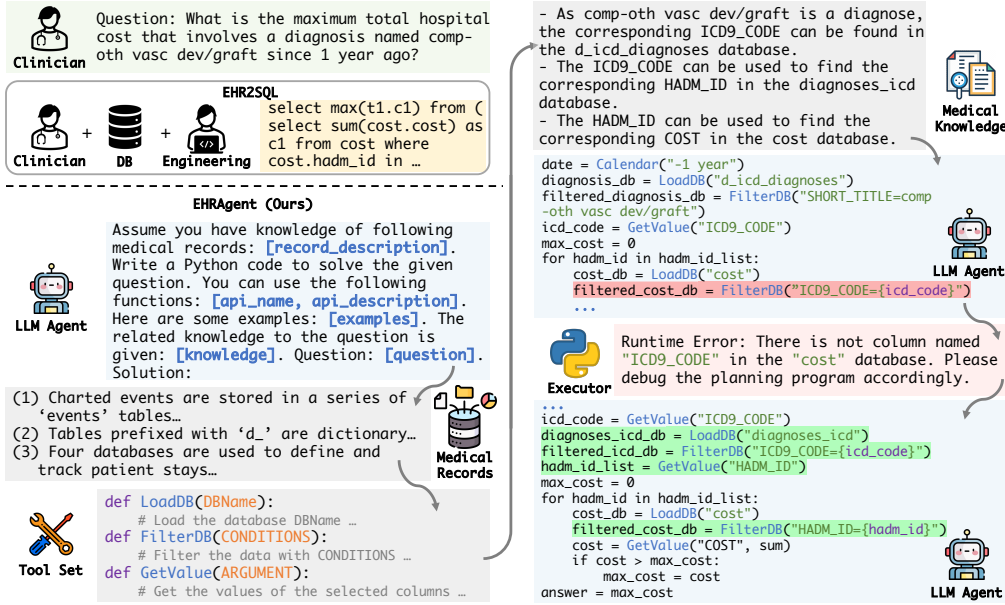 Question: What is the maximum total hospital
cost that involves a diagnosis named comp-
oth vasc dev/graft since 1 year ago?
Clinician
EHR2SQL
Clinician
+
DB
+
Engineering
select max(t1.c1) from (
select sum(cost.cost) as
c1 from cost where
cost.hadm_id in …
EHRAgent (Ours)
LLM Agent
Assume you have knowledge of following
medical records: [record_description].
Write a Python code to solve the given
question. You can use the following
functions: [api_name, api_description].
Here are some examples: [examples]. The
related knowledge to the question is
given: [knowledge]. Question: [question].
Solution:
(1) Charted events are stored in a series of
‘events’ tables…
(2) Tables prefixed with ‘d_’ are dictionary…
(3) Four databases are used to define and
track patient stays…
Medical
Records
Tool Set
def LoadDB(DBName):
# Load the database DBName …
def FilterDB(CONDITIONS):
# Filter the data with CONDITIONS …
def GetValue(ARGUMENT):
# Get the values of the selected columns …
- As comp-oth vasc dev/graft is a diagnose,
the corresponding ICD9_CODE can be found in
the d_icd_diagnoses database.
- The ICD9_CODE can be used to find the
corresponding HADM_ID in the diagnoses_icd
database.
- The HADM_ID can be used to find the
corresponding COST in the cost database.
Medical
Knowledge
date = Calendar("-1 year")
diagnosis_db = LoadDB("d_icd_diagnoses")
filtered_diagnosis_db = FilterDB("SHORT_TITLE=comp
-oth vasc dev/graft")
icd_code = GetValue("ICD9_CODE")
max_cost = 0
for hadm_id in hadm_id_list:
cost_db = LoadDB("cost")
filtered_cost_db = FilterDB("ICD9_CODE={icd_code}")
...
LLM Agent
Executor
Runtime Error: There is not column named
"ICD9_CODE" in the "cost" database. Please
debug the planning program accordingly.
...
icd_code = GetValue("ICD9_CODE")
diagnoses_icd_db = LoadDB("diagnoses_icd")
filtered_icd_db = FilterDB("ICD9_CODE={icd_code}")
hadm_id_list = GetValue("HADM_ID")
max_cost = 0
for hadm_id in hadm_id_list:
cost_db = LoadDB("cost")
filtered_cost_db = FilterDB("HADM_ID={hadm_id}")
cost = GetValue("COST", sum)
if cost > max_cost:
max_cost = cost
answer = max_cost
LLM Agent